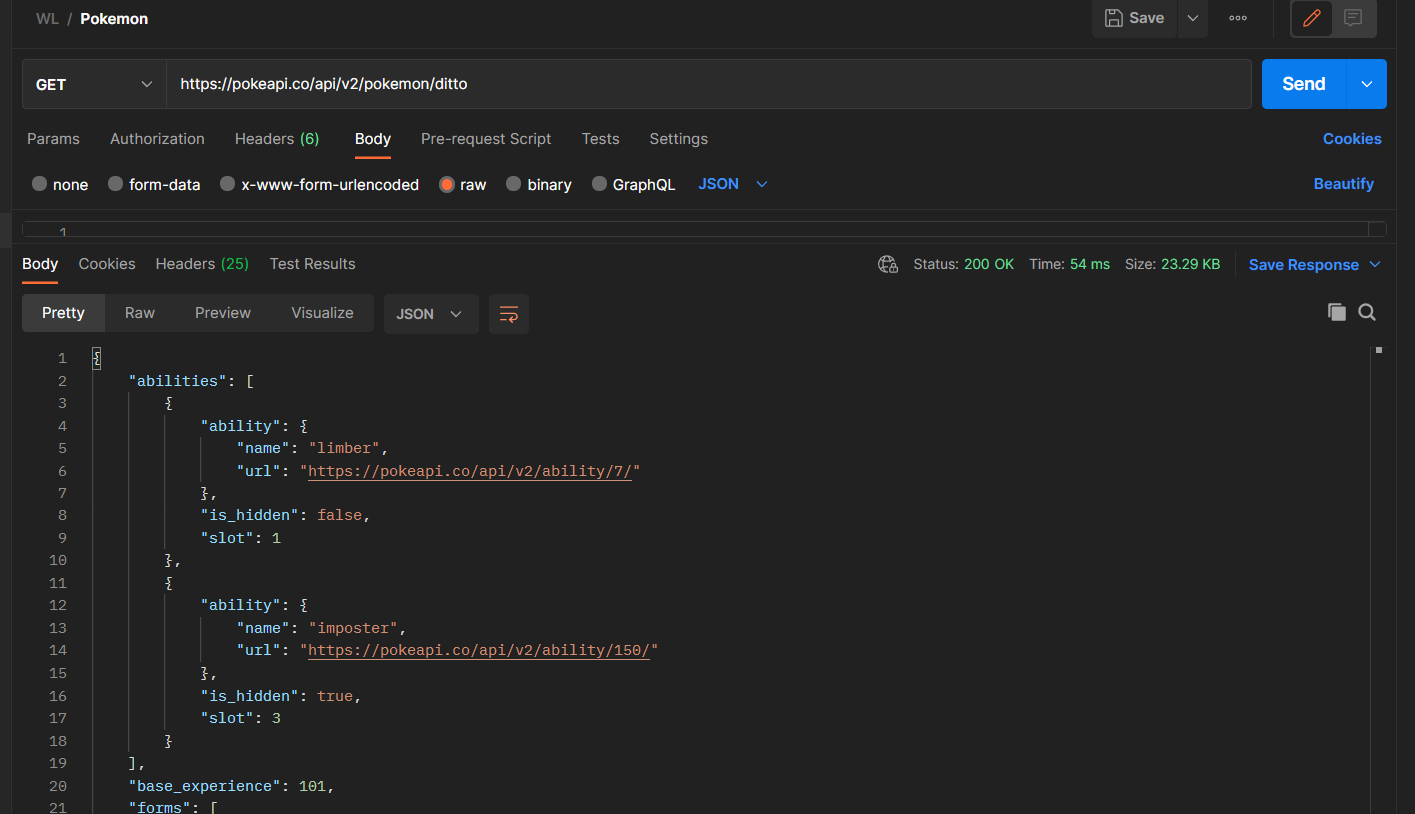 WL / Pokemon Save
GET https://pokeapi.co/api/v2/pokemon/ditto Send
Params Authorization Headers (6) Body Pre-request Script Tests Settings Cookies
none form-data x-www-form-urlencoded raw binary GraphQL JSON Beautify
1
Body Cookies Headers (25) Test Results Status: 200 OK Time: 54 ms Size: 23.29 KB Save Response
Pretty Raw Preview Visualize JSON
1 {
2 "abilities": [
3 {
4 "ability": {
5 "name": "limber",
6 "url": "https://pokeapi.co/api/v2/ability/7/"
7 },
8 "is_hidden": false,
9 "slot": 1
10 },
11 {
12 "ability": {
13 "name": "imposter",
14 "url": "https://pokeapi.co/api/v2/ability/150/"
15 },
16 "is_hidden": true,
17 "slot": 3
18 }
19 ],
20 "base_experience": 101,
21 "forms": [